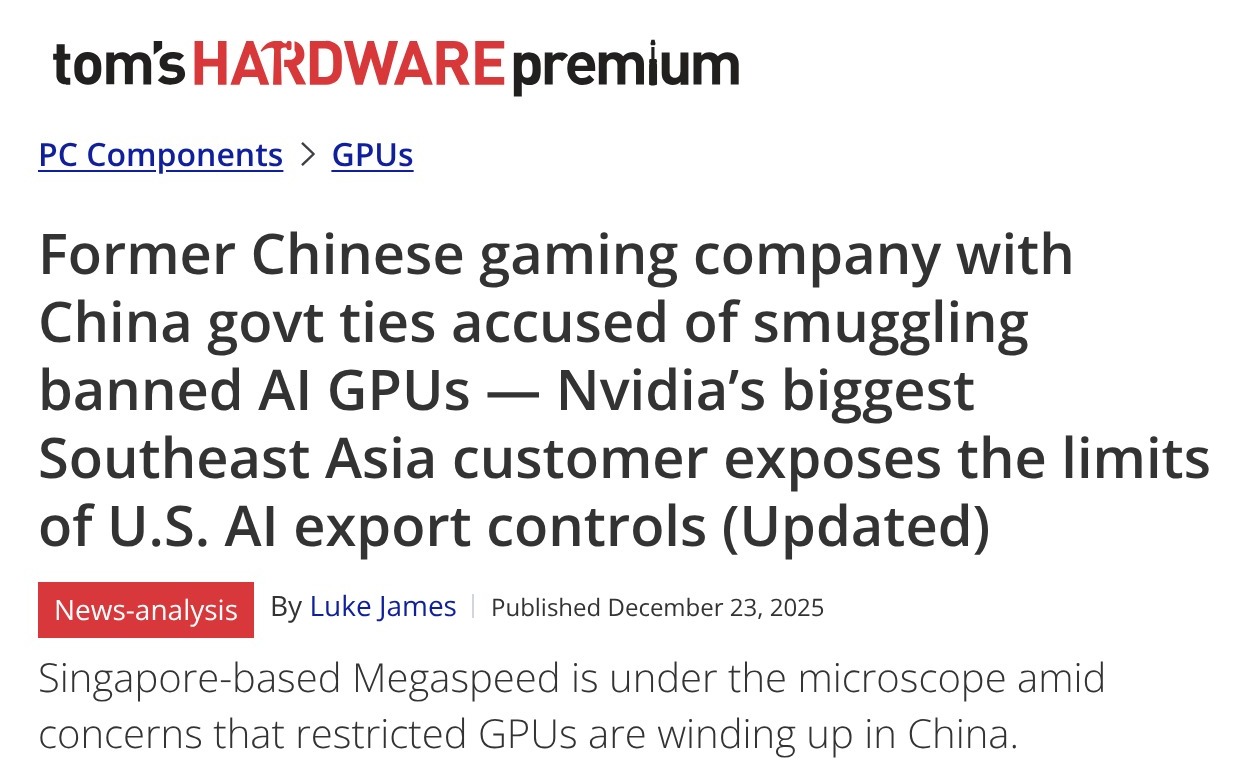 tom's HARDWARE premium
PC Components > GPUs
Former Chinese gaming company with
China govt ties accused of smuggling
banned AI GPUs — Nvidia’s biggest
Southeast Asia customer exposes the limits
of U.S. AI export controls (Updated)
News-analysis By Luke James | Published December 23, 2025
Singapore-based Megaspeed is under the microscope amid
concerns that restricted GPUs are winding up in China.